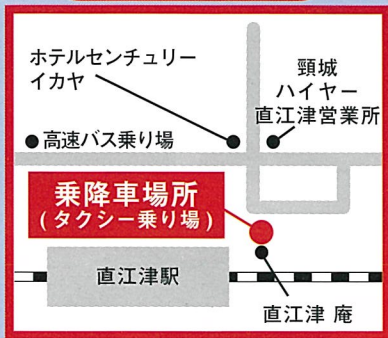 ホテルセンチュリー
イカヤ
頸城
ハイヤー
直江津営業所
高速バス乗り場
乗降車場所
(タクシー乗り場)
直江津駅
直江津 庵